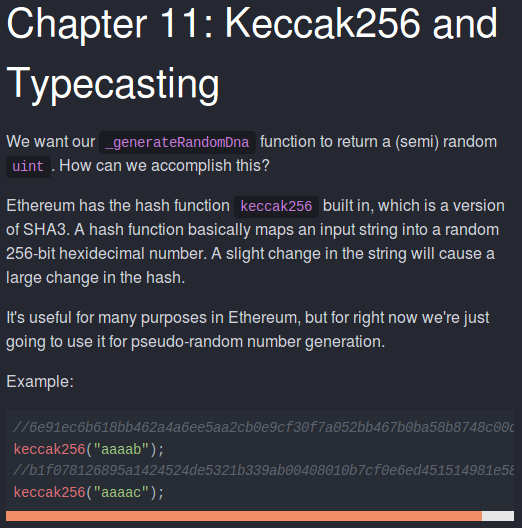 Chapter 11: Keccak256 and
Typecasting
We want our _generateRandomDna function to return a (semi) random
uint . How can we accomplish this?
Ethereum has the hash function keccak256 built in, which is a version
of SHA3. A hash function basically maps an input string into a random
256-bit hexidecimal number. A slight change in the string will cause a
large change in the hash.
It's useful for many purposes in Ethereum, but for right now we're just
going to use it for pseudo-random number generation.
Example:
//6e91ec6b618bb462a4a6ee5aa2cb0e9cf30f7a052bb467b0ba58b8748c00d
keccak256("aaaab");
//b1f078126895a1424524de5321b339ab00408010b7cf0e6ed451514981e58
keccak256("aaaac");